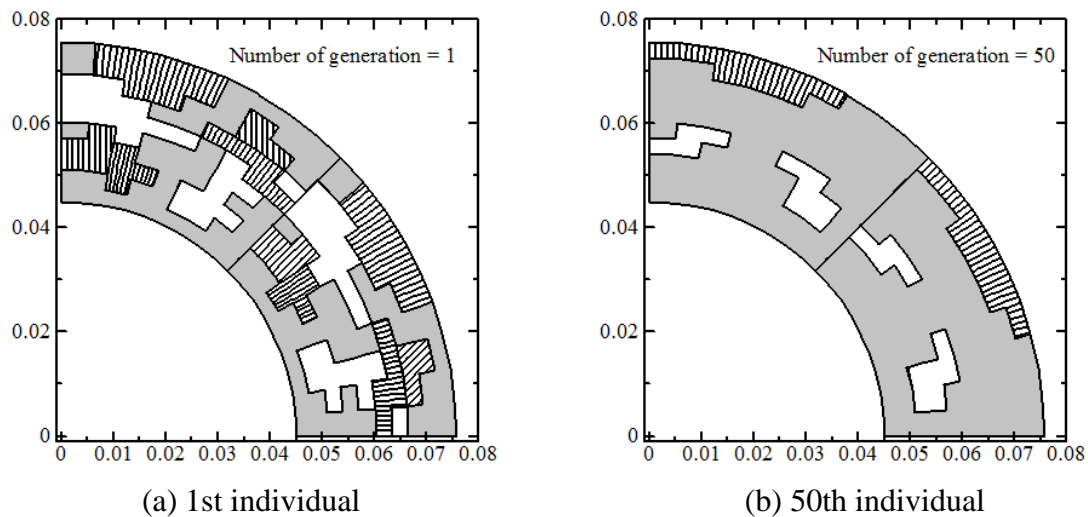 0.08
Number of generation = 1
0.06
0.04
0.02
0
0 0.01 0.02 0.03 0.04 0.05 0.06 0.07 0.08
(a) 1st individual
0.08
Number of generation = 50
0.06
0.04
0.02
0
0 0.01 0.02 0.03 0.04 0.05 0.06 0.07 0.08
(b) 50th individual